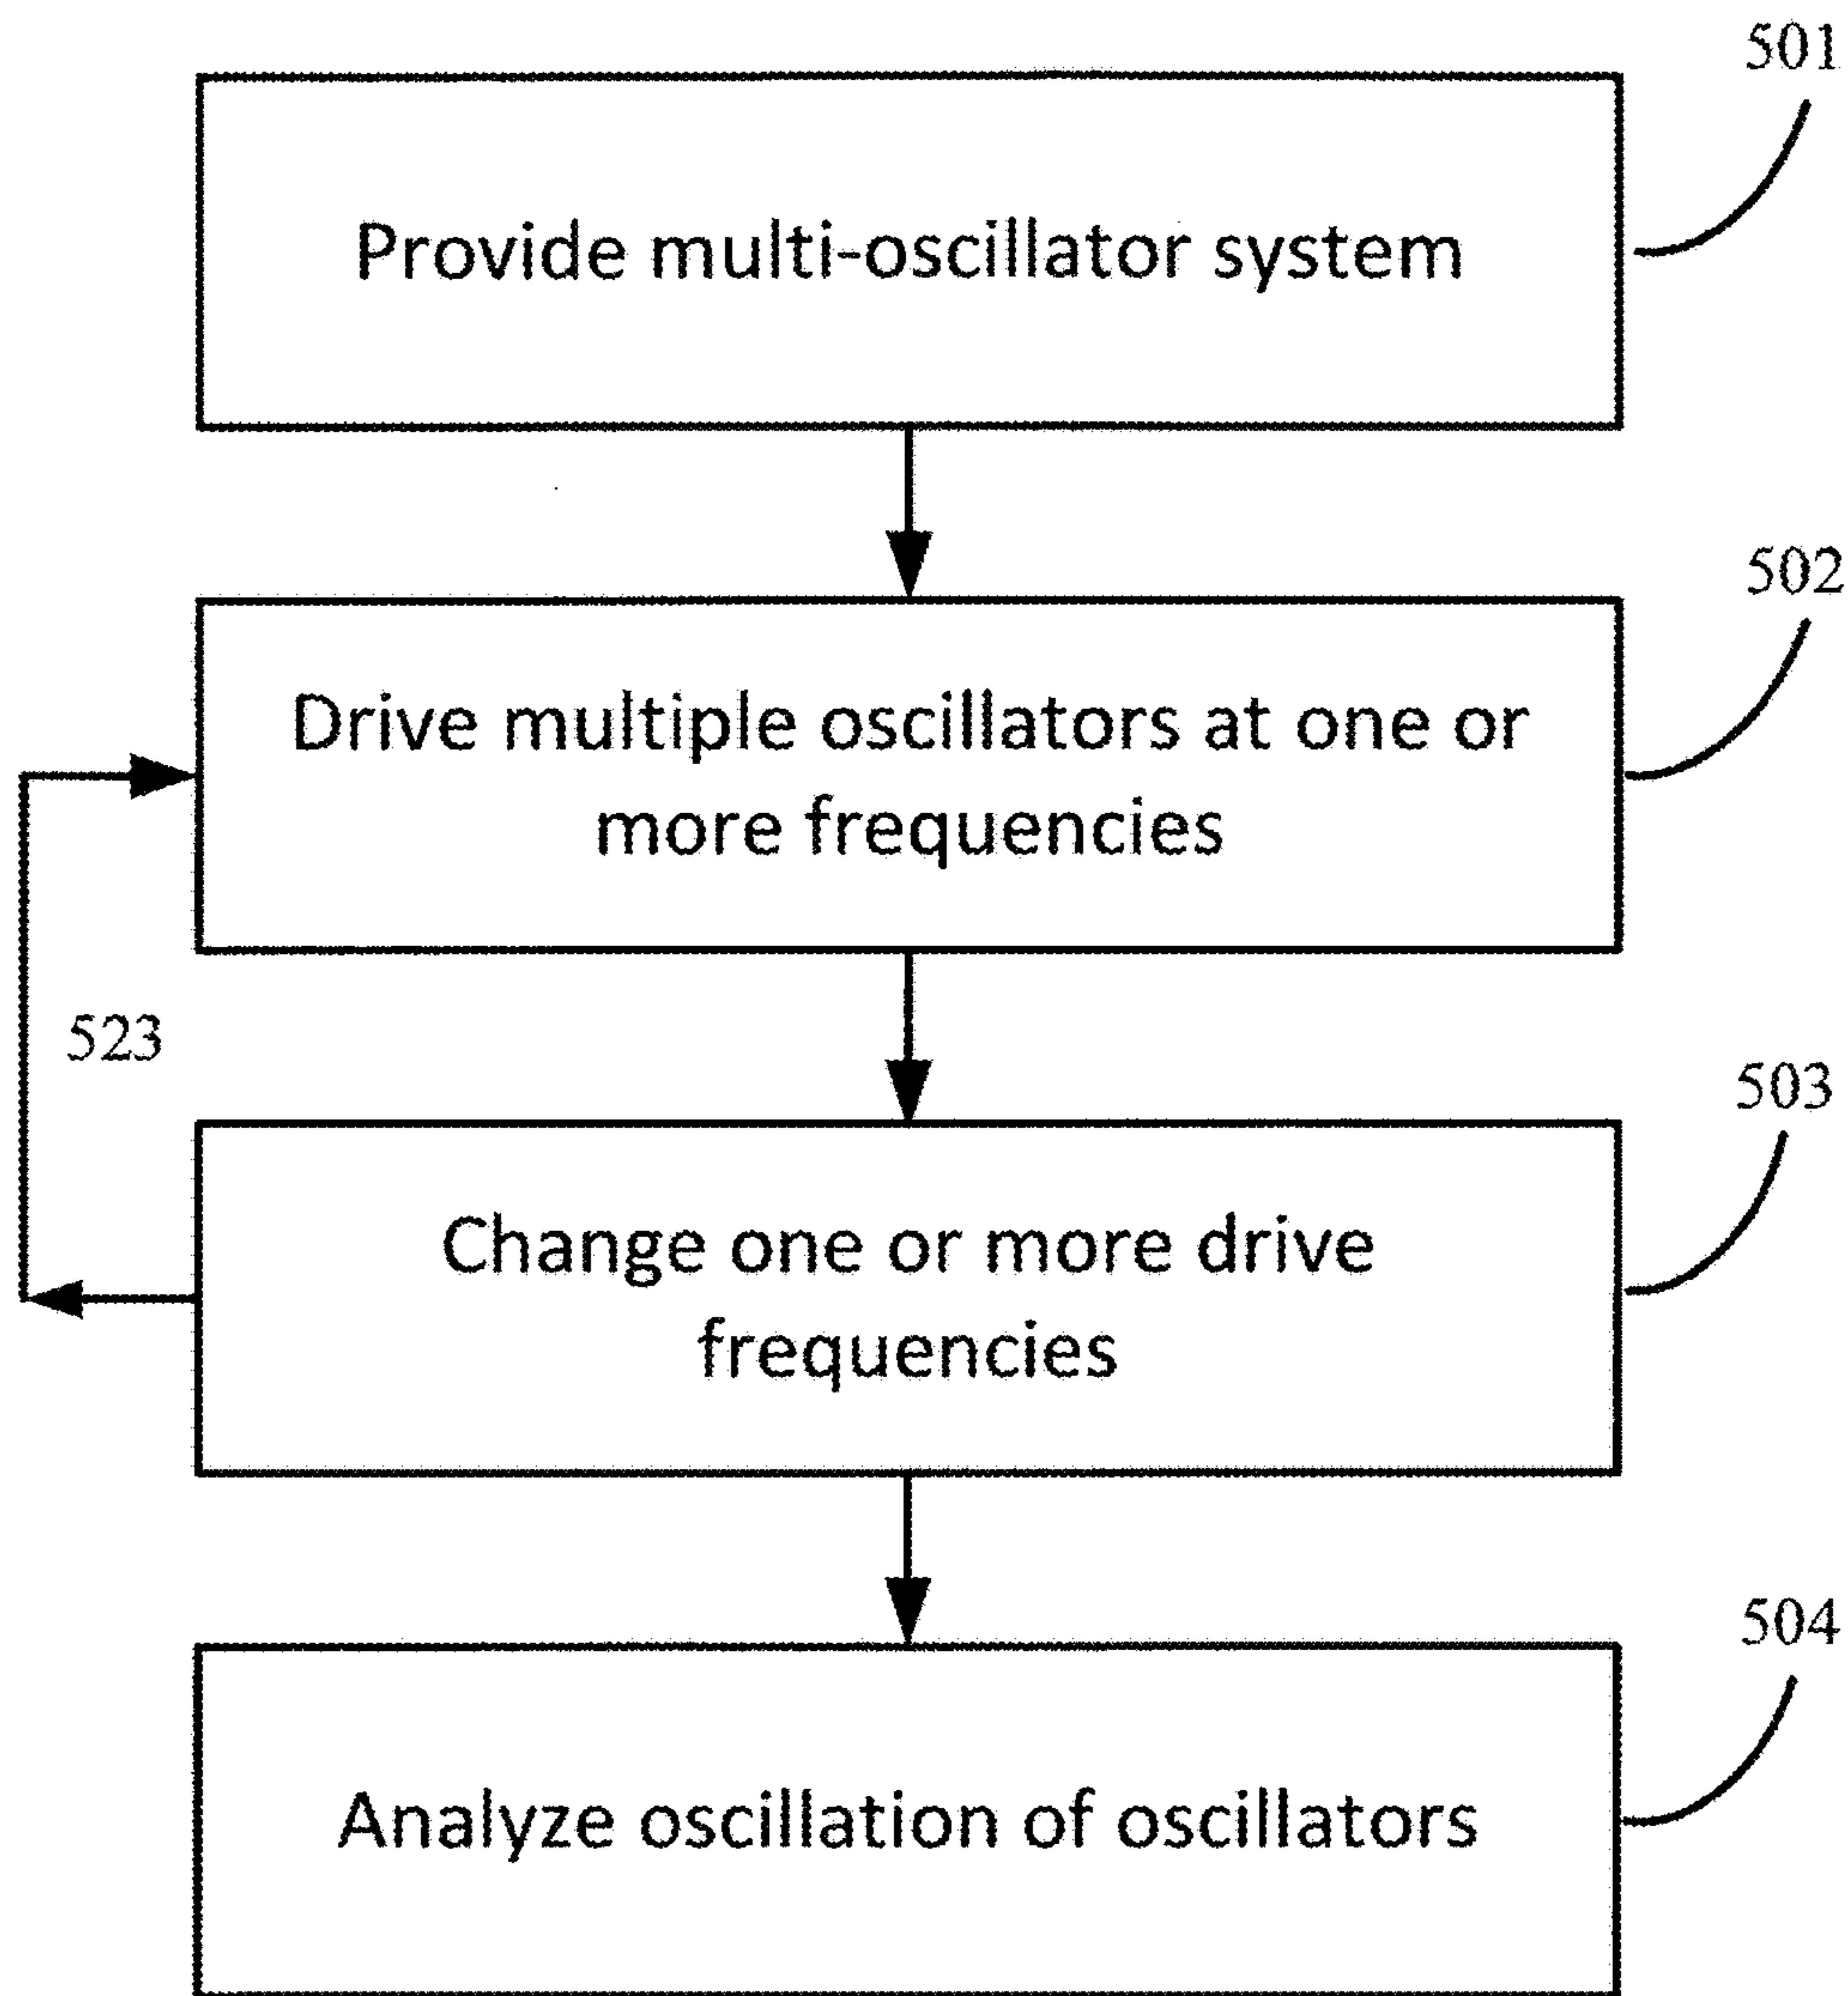 501
Provide multi-oscillator system
502
Drive multiple oscillators at one or
more frequencies
523
503
Change one or more drive
frequencies
504
Analyze oscillation of oscillators